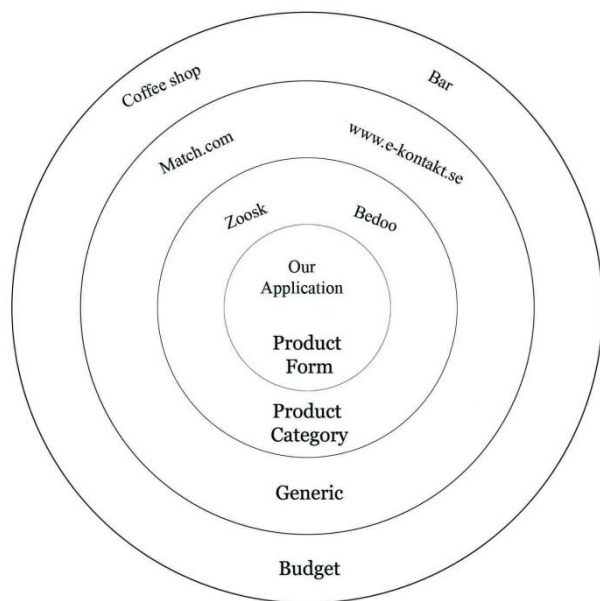 Coffee shop
Bar
Match.com
www.e-kontakt.se
Zoosk
Bedoo
Our
Application
Product
Form
Product
Category
Generic
Budget